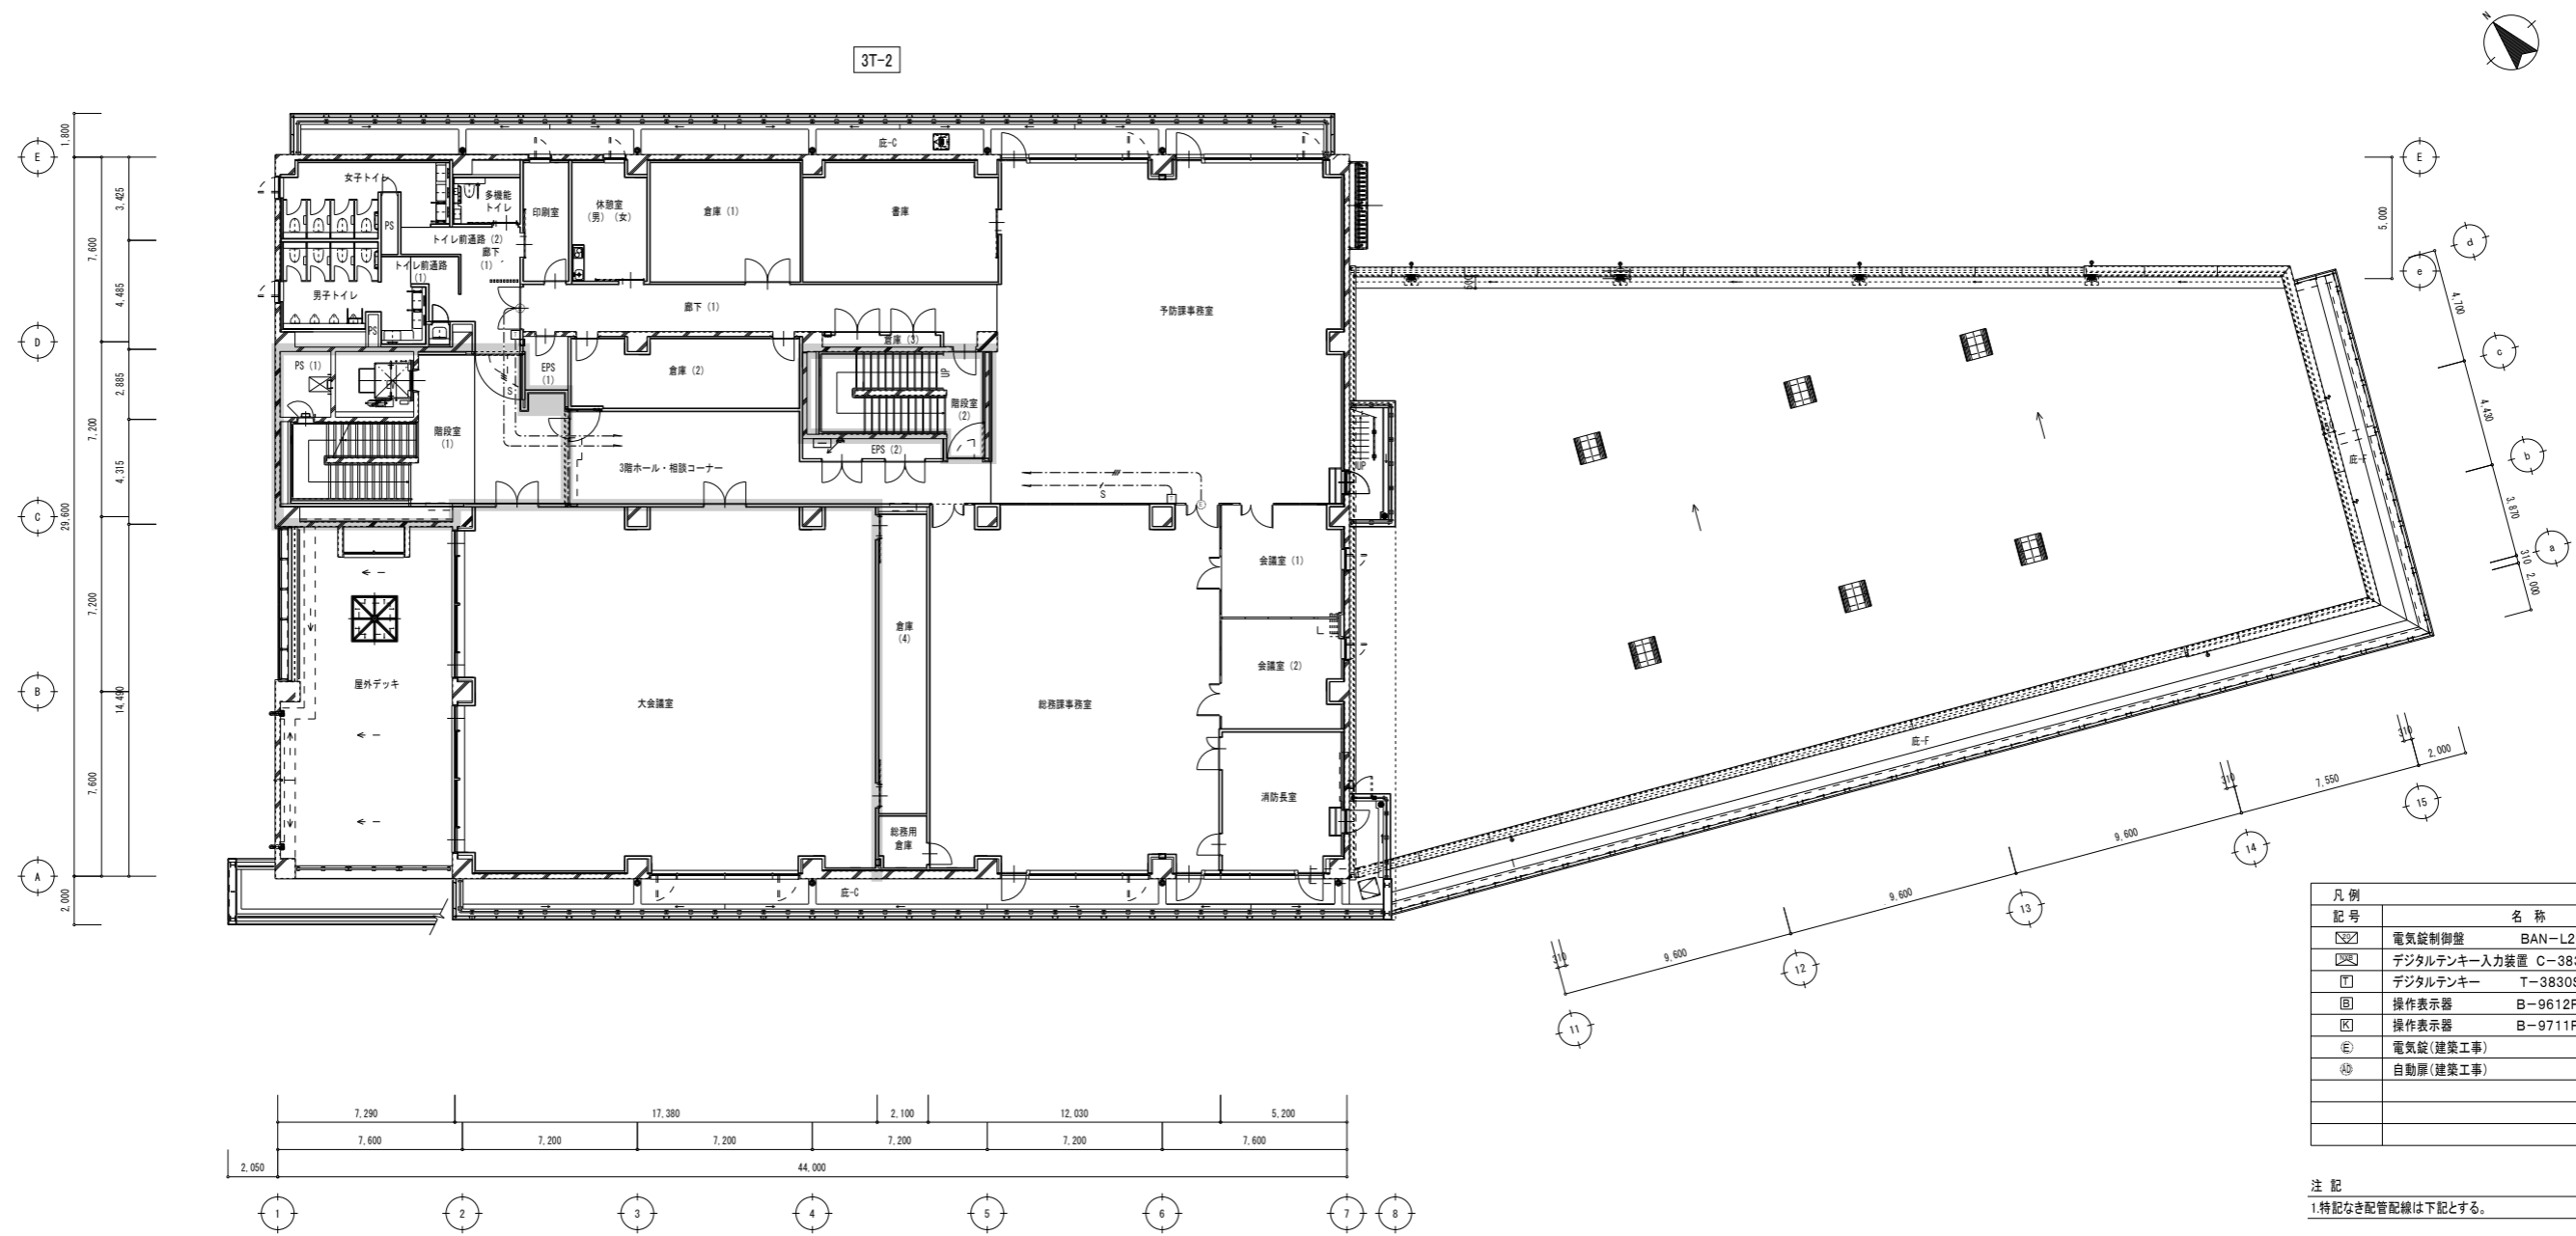 N
3T-2
E
D
C
B
A
1,800
3,425
7,600
4,485
2,885
7,200
4,315
29,600
7,200
14,490
7,600
2,000
庇-C
女子トイレ
多機能
トイレ
印刷室
休憩室
(男) (女)
倉庫 (1)
書庫
PS
トイレ前通路 (2)
廊下
(1)
トイレ前通路
(1)
男子トイレ
PS
廊下 (1)
予防課事務室
倉庫 (3)
PS (1)
EPS
(1)
倉庫 (2)
UP
階段室
(2)
S
階段室
(1)
EPS (2)
3階ホール・相談コーナー
S
T
E
UP
会議室 (1)
倉庫
(4)
会議室 (2)
屋外デッキ
大会議室
総務課事務室
消防長室
総務用
倉庫
庇-C
600
庇-F
庇-F
E
5,000
e
d
4,700
c
4,430
b
3,870
a
310
2,000
310
9,600
9,600
9,600
310
7,550
310
2,000
11
12
13
14
15
7,290
17,380
2,100
12,030
5,200
7,600
7,200
7,200
7,200
7,200
7,600
2,050
44,000
1
2
3
4
5
6
7
8
凡例
記号 名 称
電気錠制御盤 BAN-L2
デジタルテンキー入力装置 C-383
T デジタルテンキー T-3830S
B 操作表示器 B-9612F
K 操作表示器 B-9711F
E 電気錠(建築工事)
AD 自動扉(建築工事)
注 記
1.特記なき配管配線は下記とする。